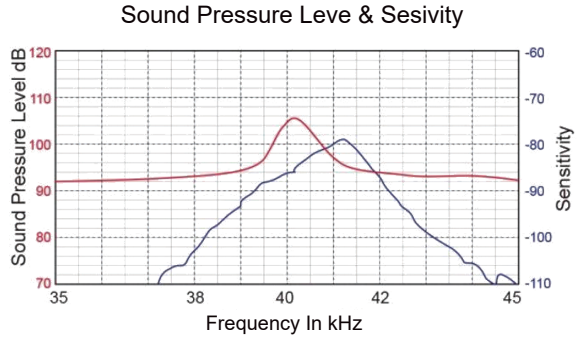 Sound Pressure Leve & Sesivity
Sound Pressure Level dB
120
110
100
90
80
70
-60
-70
-80
-90
-100
-110
Sensitivity
35 38 40 42 45
Frequency In kHz